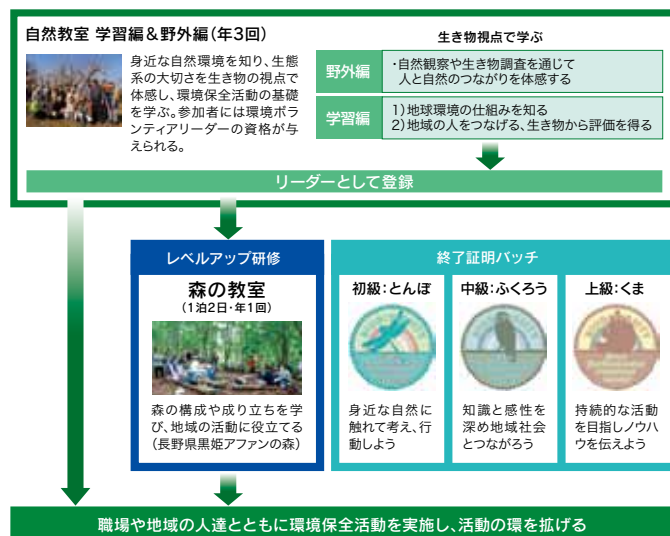 自然教室 学習編&野外編(年3回)
身近な自然環境を知り、生態
系の大切さを生き物の視点で
体感し、環境保全活動の基礎
を学ぶ。参加者には環境ボラ
ンティアリーダーの資格が与
えられる。
生き物視点で学ぶ
野外編
・自然観察や生き物調査を通じて
人と自然のつながりを体感する
学習編
1)地球環境の仕組みを知る
2)地域の人をつなげる、生き物から評価を得る
リーダーとして登録
レベルアップ研修
森の教室
(1泊2日・年1回)
森の構成や成り立ちを学
び、地域の活動に役立てる
(長野県黒姫アファンの森)
終了証明バッチ
初級:とんぼ
身近な自然に
触れて考え、行
動しよう
中級:ふくろう
知識と感性を
深め地域社会
とつながろう
上級:くま
持続的な活動
を目指しノウハ
ウを伝えよう
職場や地域の人達とともに環境保全活動を実施し、活動の環を拡げる